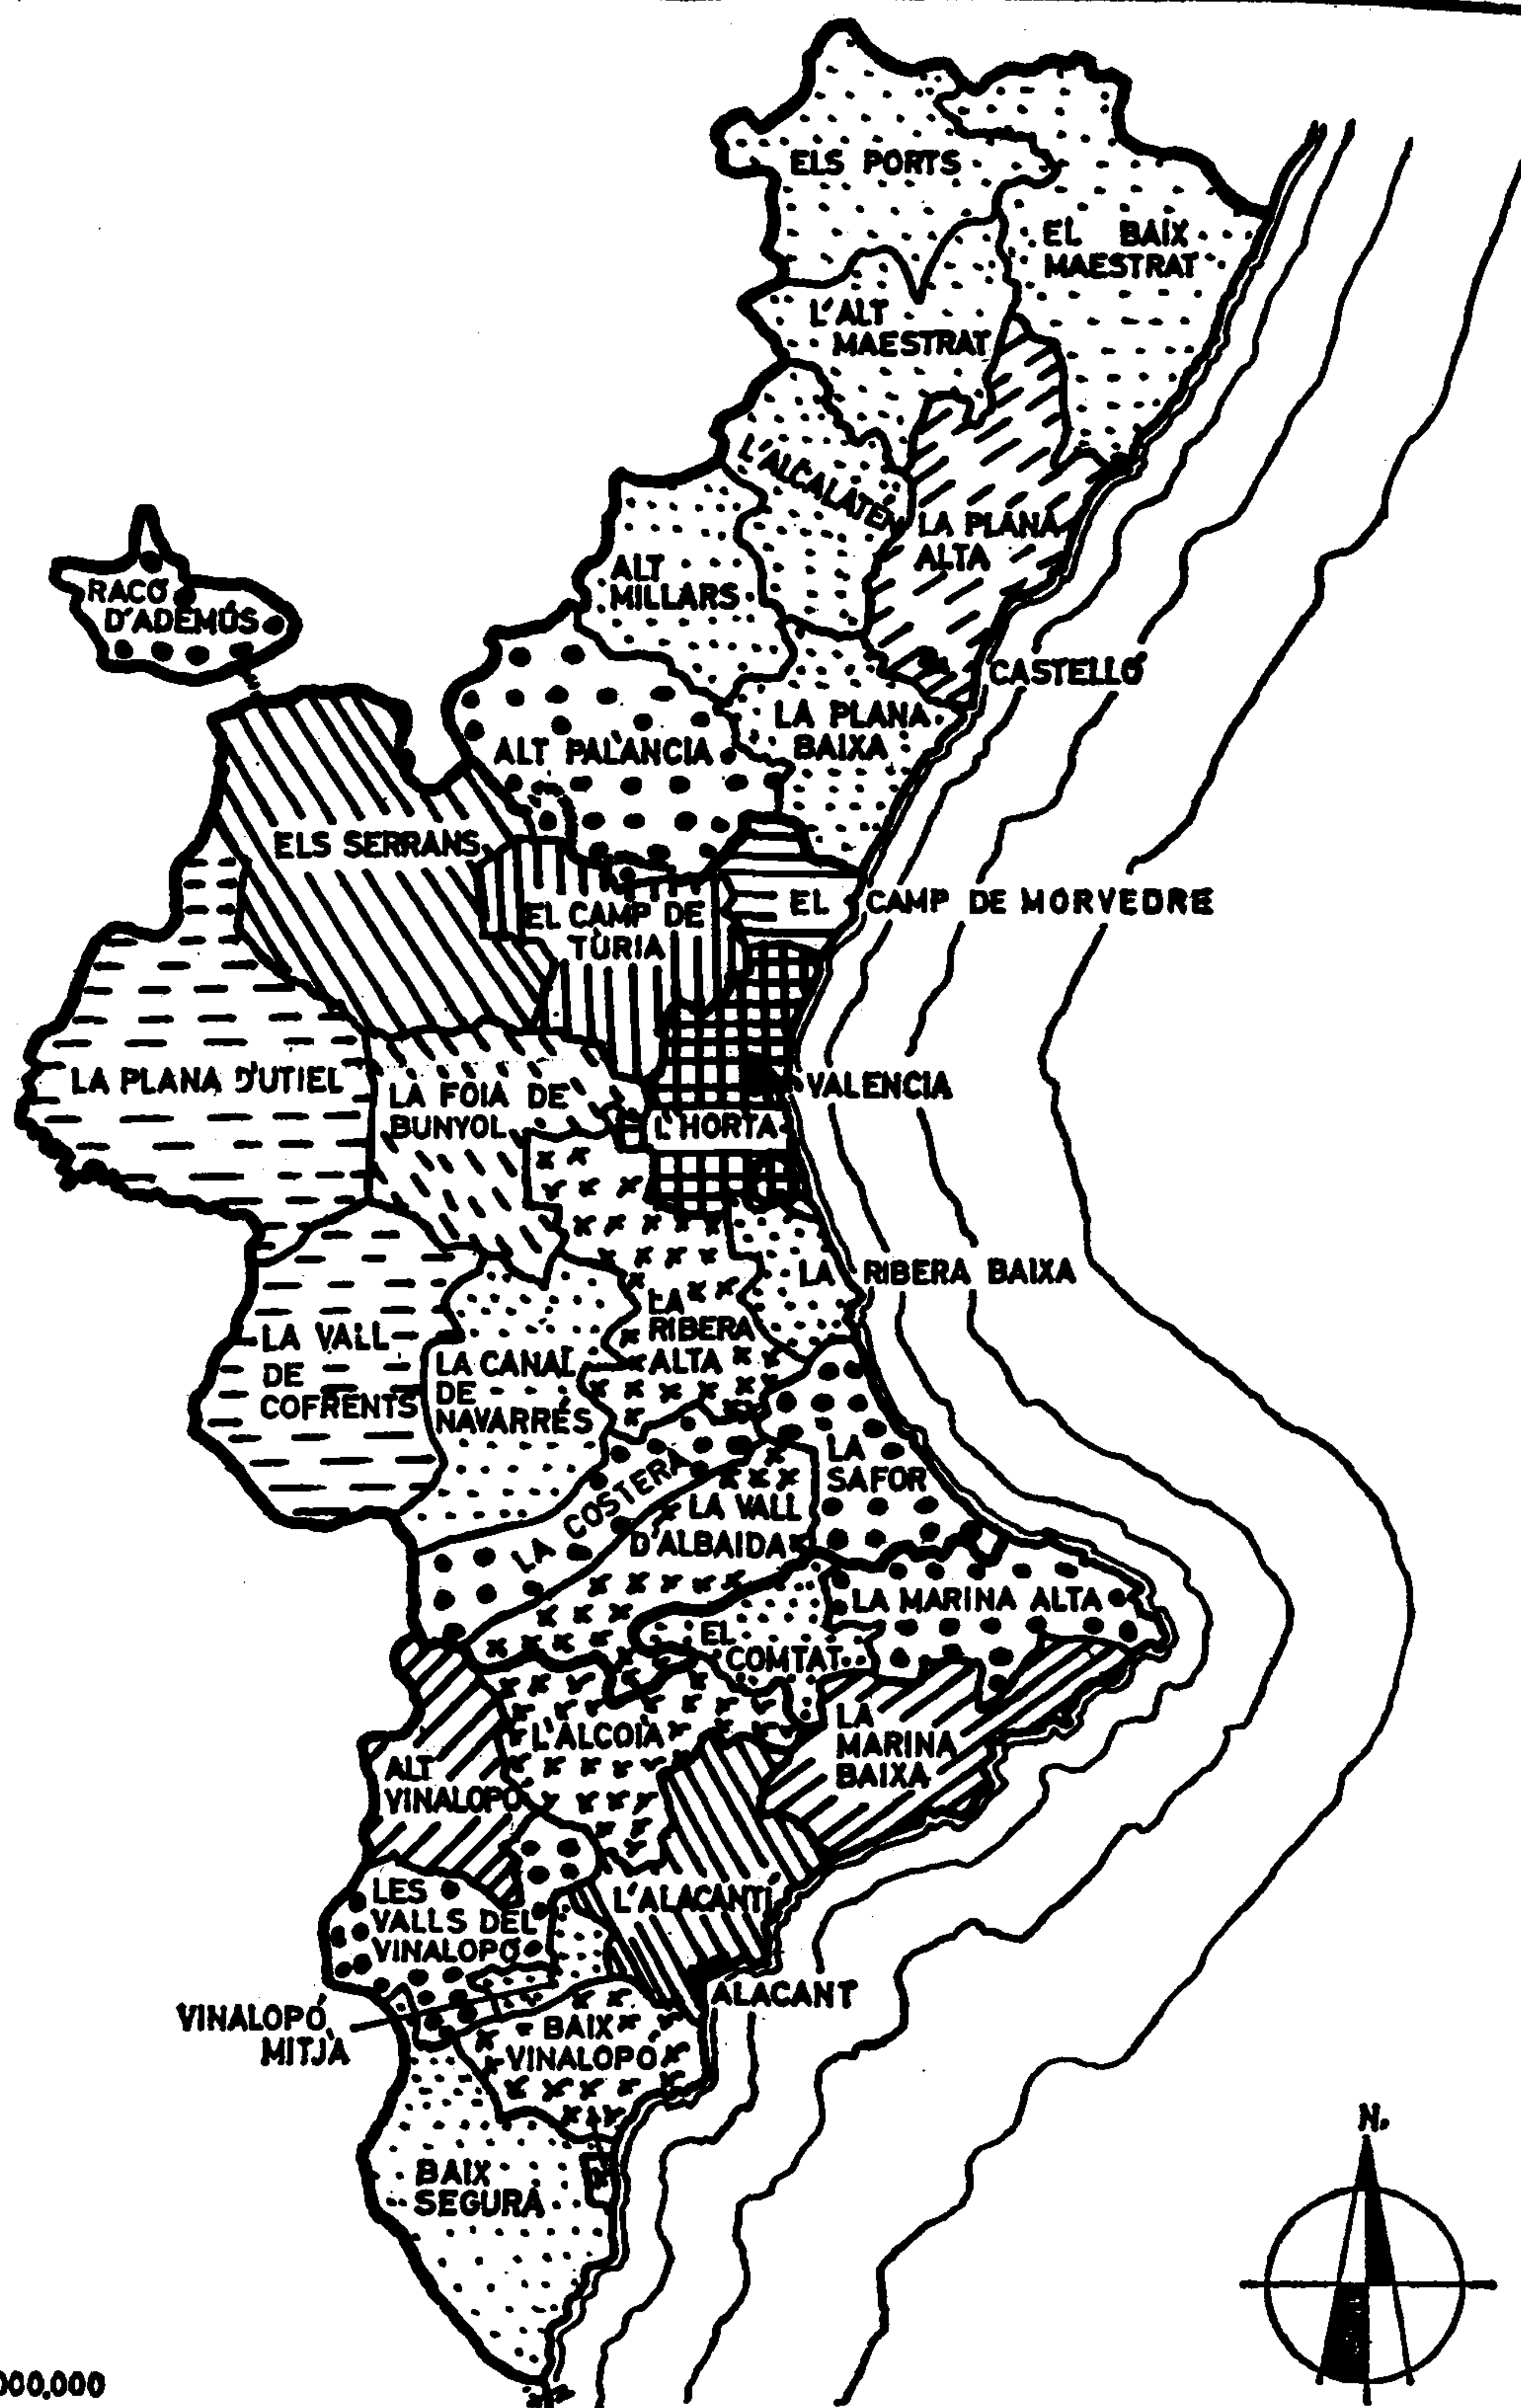 ELS PORTS
EL BAIX
MAESTRAT
L'ALT
MAESTRAT
L'ALCALATÉN
LA PLANA
ALTA
ALT
MILLARS
RACÓ
D'ADEMÚS
CASTELLÓ
LA PLANA
BAIXA
ALT PALÀNCIA
ELS SERRANS
EL CAMP DE MORVEDRE
EL CAMP DE
TÚRIA
LA PLANA D'UTIEL
LA FOIA DE
BUNYOL
VALENCIA
L'HORTA
LA RIBERA BAIXA
LA
RIBERA
ALTA
LA VALL
DE
COFRENTS
LA CANAL
DE
NAVARRÉS
LA COSTERA
LA
SAFOR
LA VALL
D'ALBAIDA
LA MARINA ALTA
EL
COMTAT
L'ALCOIÀ
LA
MARINA
BAIXA
ALT
VINALOPÓ
LES
VALLS DEL
VINALOPÓ
L'ALACANTÍ
ALACANT
VINALOPÓ
MITJÀ
BAIX
VINALOPÓ
BAIX
SEGURA
N.
000.000